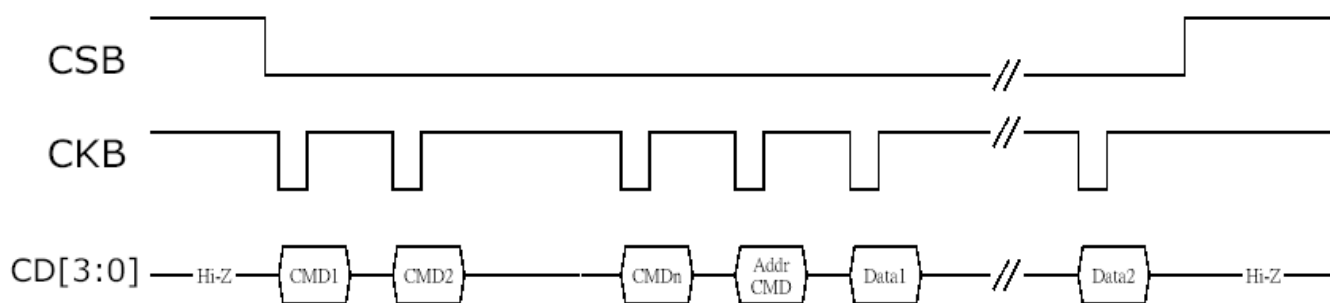 CSB
//
CKB
//
CD[3:0] Hi-Z CMD1 CMD2 CMDn Addr CMD Data1 // Data2 Hi-Z